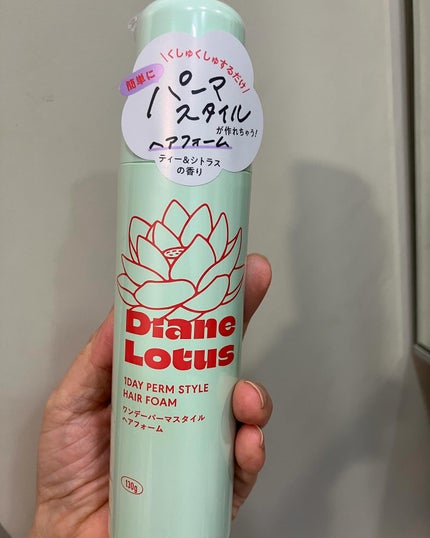 \くしゅくしゅするだけ/
簡単に
パーマ
スタイル
が作れちゃう!
ヘアフォーム
ティー&シトラス
の香り
Diane
Lotus
1DAY PERM STYLE
HAIR FOAM
ワンデーパーマスタイル
ヘアフォーム
130g